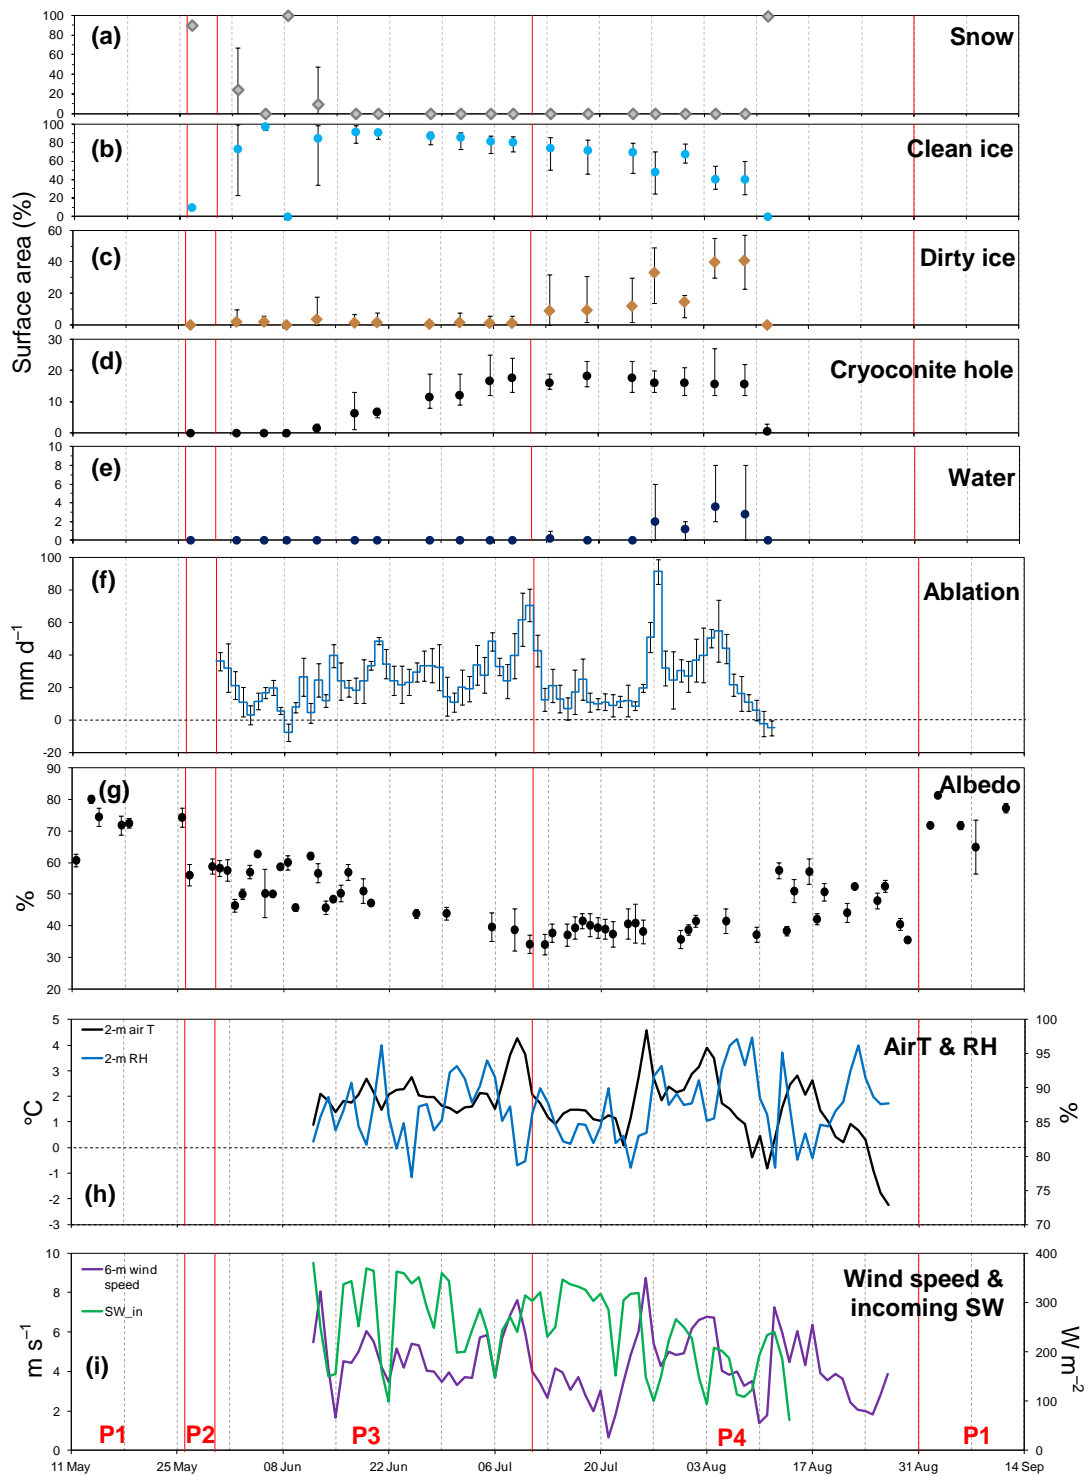 Surface area (%)
100
80
60
40
20
0
(a)
Snow
100
80
60
40
20
0
(b)
Clean ice
60
40
20
0
(c)
Dirty ice
30
20
10
0
(d)
Cryoconite hole
10
8
6
4
2
0
(e)
Water
mm d⁻¹
100
80
60
40
20
0
-20
(f)
Ablation
%
90
80
70
60
50
40
30
20
(g)
Albedo
°C
5
4
3
2
1
0
-1
-2
-3
2-m air T
2-m RH
(h)
AirT & RH
100
95
90
85
80
75
70
%
m s⁻¹
10
8
6
4
2
0
6-m wind
speed
SW_in
(i)
Wind speed &
incoming SW
400
300
200
100
0
W m⁻²
P1
P2
P3
P4
P1
11 May
25 May
08 Jun
22 Jun
06 Jul
20 Jul
03 Aug
17 Aug
31 Aug
14 Sep